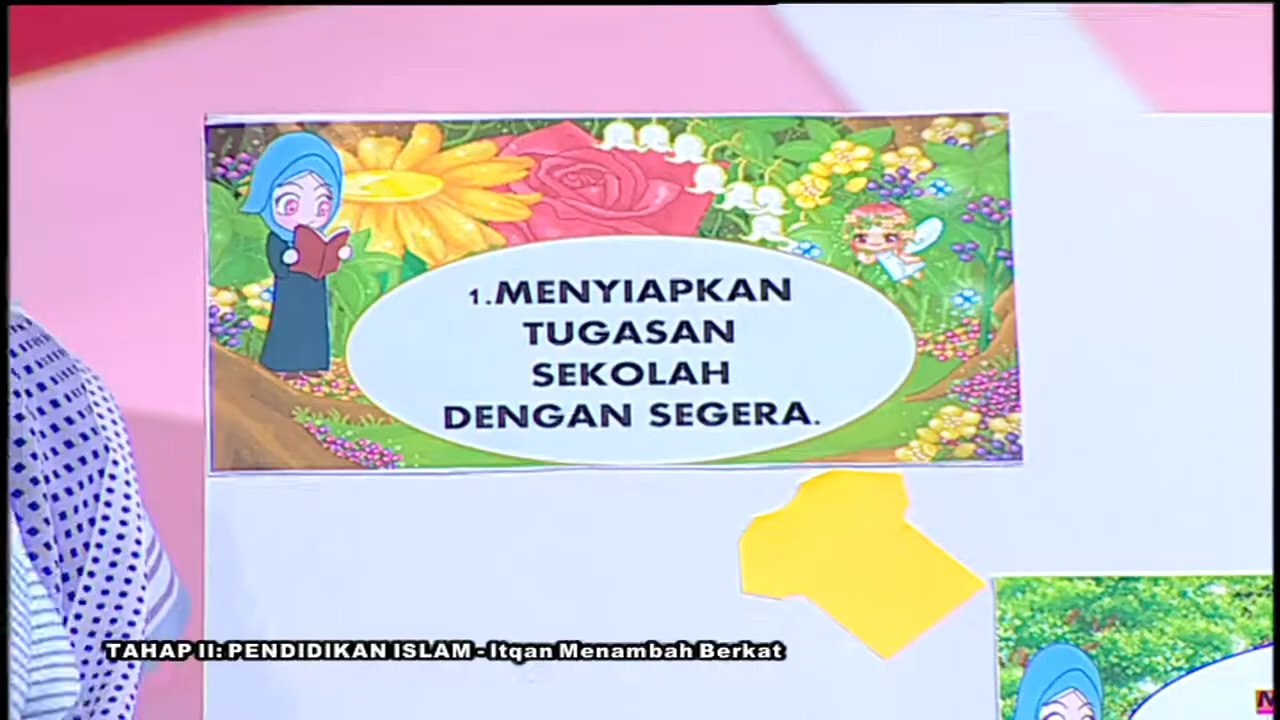 1.MENYIAPKAN
TUGASAN
SEKOLAH
DENGAN SEGERA.
TAHAP II: PENDIDIKAN ISLAM - Itqan Menambah Berkat